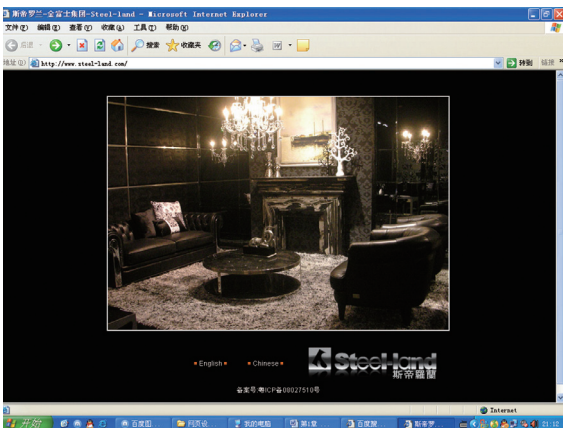 斯帝罗兰-金富士集团-Steel-land - Microsoft Internet Explorer
文件(F) 编辑(E) 查看(V) 收藏(A) 工具(T) 帮助(H)
后退 搜索 收藏夹
地址(D) http://www.steel-land.com/ 转到 链接
English Chinese
Steel-land
斯帝羅蘭
备案号:粤ICP备08027510号
Internet
开始 百度图 网页设 我的电脑 第1章 百度搜 斯帝罗 21:12